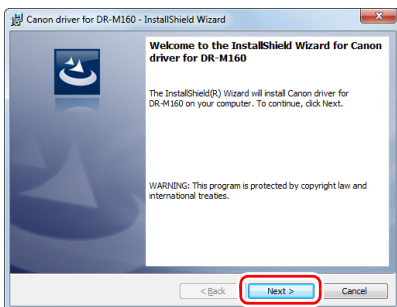 Canon driver for DR-M160 - InstallShield Wizard
Welcome to the InstallShield Wizard for Canon
driver for DR-M160
The InstallShield(R) Wizard will install Canon driver for
DR-M160 on your computer. To continue, click Next.
WARNING: This program is protected by copyright law and
international treaties.
< Back Next > Cancel